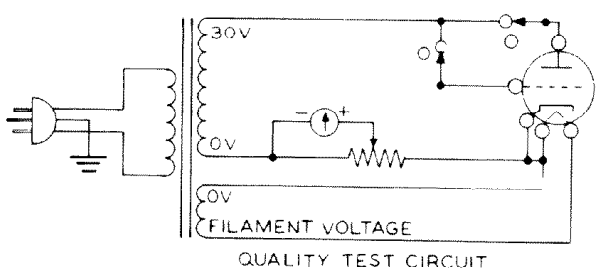 30V
- +
0V
0V
FILAMENT VOLTAGE
QUALITY TEST CIRCUIT